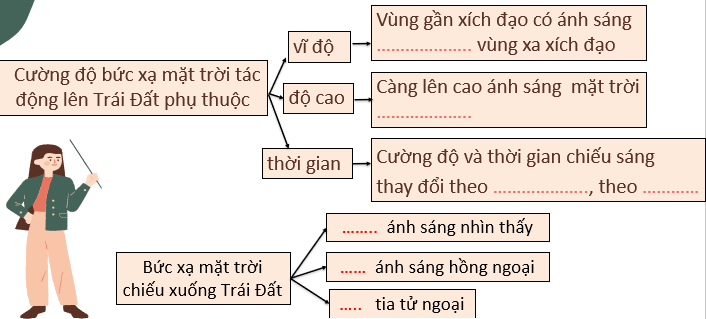 Cường độ bức xạ mặt trời tác
động lên Trái Đất phụ thuộc
vĩ độ
Vùng gần xích đạo có ánh sáng
...................... vùng xa xích đạo
độ cao
Càng lên cao ánh sáng mặt trời
......................
thời gian
Cường độ và thời gian chiếu sáng
thay đổi theo ......................, theo .............
Bức xạ mặt trời
chiếu xuống Trái Đất
........ ánh sáng nhìn thấy
...... ánh sáng hồng ngoại
..... tia tử ngoại